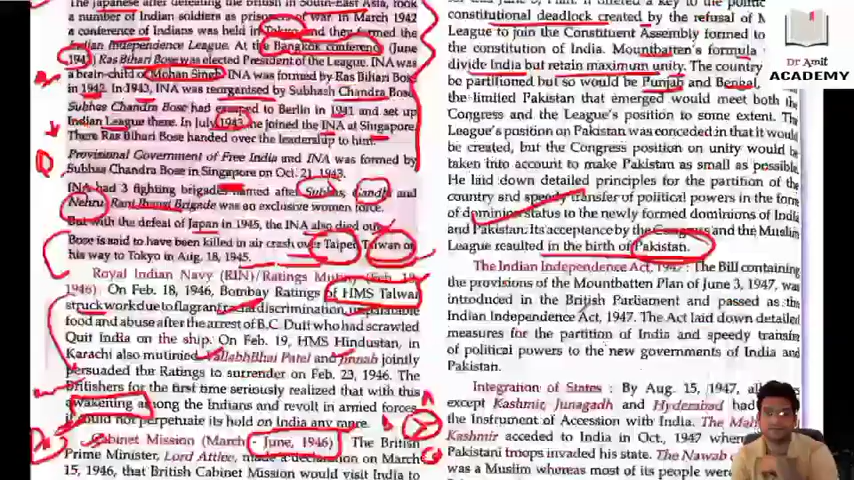 The Japanese after defeating the British in South-East Asia, took
a number of Indian soldiers as prisoners of war. In March 1942
a conference of Indians was held in Tokyo and they formed the
Indian Independence League. At the Bangkok conference (June
1942) Ras Bihari Bose was elected President of the League. INA was
a brain-child of Mohan Singh. INA was formed by Ras Bihari Bose
in 1942. In 1943, INA was reorganised by Subhash Chandra Bose.
Subhas Chandra Bose had escaped to Berlin in 1941 and set up
Indian League there. In July 1943 he joined the INA at Singapore.
There Ras Bihari Bose handed over the leadership to him.
Provisional Government of Free India and INA was formed by
Subhas Chandra Bose in Singapore on Oct. 21, 1943.
INA had 3 fighting brigades named after Subhas, Gandhi and
Nehru. Rani Jhansi Brigade was an exclusive women force.
But with the defeat of Japan in 1945, the INA also died out.
Bose is said to have been killed in air crash over Taipei, Taiwan on
his way to Tokyo in Aug. 18, 1945.
Royal Indian Navy (RIN)/Ratings Mutiny (Feb. 18,
1946) : On Feb. 18, 1946, Bombay Ratings of HMS Talwar
struck work due to flagrant racial discrimination, unpalatable
food and abuse after the arrest of B.C. Dutt who had scrawled
Quit India on the ship. On Feb. 19, HMS Hindustan, in
Karachi also mutinied. VallabhBhai Patel and Jinnah jointly
persuaded the Ratings to surrender on Feb. 23, 1946. The
Britishers for the first time seriously realized that with this
awakening among the Indians and revolt in armed forces
it could not perpetuate its hold on India any more.
Cabinet Mission (March - June, 1946) : The British
Prime Minister, Lord Attlee, made a declaration on March
15, 1946, that British Cabinet Mission would visit India to
constitutional deadlock created by the refusal of
League to join the Constituent Assembly formed to
the constitution of India. Mountbatten's formula
divide India but retain maximum unity. The country
be partitioned but so would be Punjab and Bengal,
the limited Pakistan that emerged would meet both the
Congress and the League's position to some extent. The
League's position on Pakistan was conceded in that it would
be created, but the Congress position on unity would be
taken into account to make Pakistan as small as possible.
He laid down detailed principles for the partition of the
country and speedy transfer of political powers in the form
of dominion status to the newly formed dominions of India
and Pakistan. Its acceptance by the Congress and the Muslim
League resulted in the birth of Pakistan.
The Indian Independence Act, 1947 : The Bill containing
the provisions of the Mountbatten Plan of June 3, 1947, was
introduced in the British Parliament and passed as the
Indian Independence Act, 1947. The Act laid down detailed
measures for the partition of India and speedy transfer
of political powers to the new governments of India and
Pakistan.
Integration of States : By Aug. 15, 1947, all
except Kashmir, Junagadh and Hyderabad had
the Instrument of Accession with India. The
Kashmir acceded to India in Oct., 1947 when
Pakistani troops invaded his state. The Nawab
was a Muslim whereas most of its people were
Dr Amit
ACADEMY